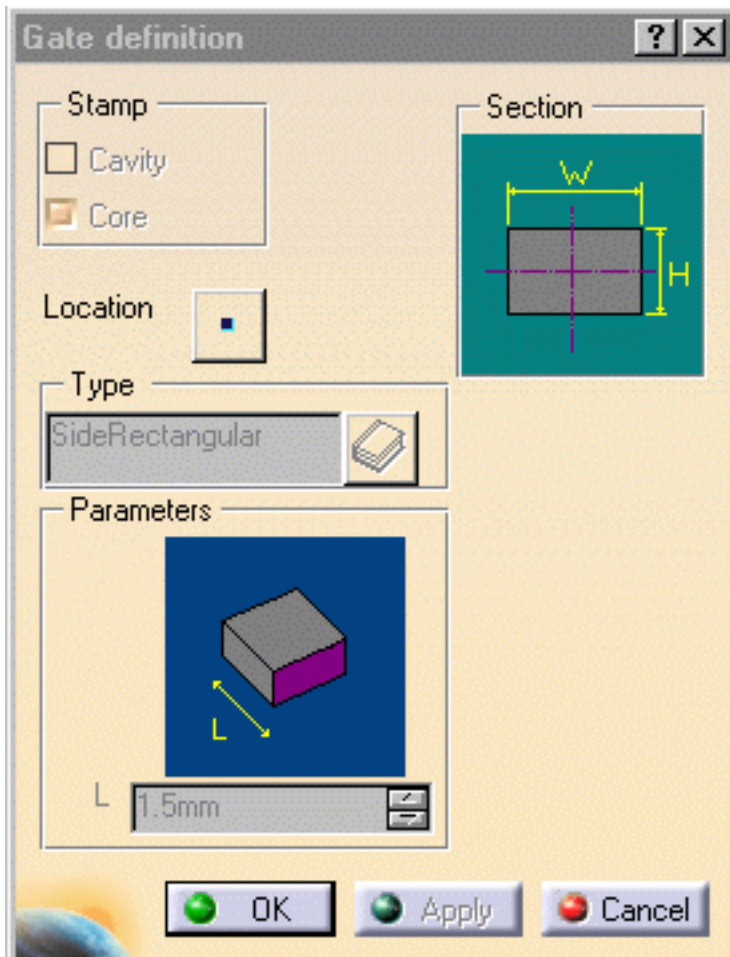 Gate definition
?
Stamp
Cavity
Core
Location
Type
SideRectangular
Parameters
L
L
1.5mm
Section
W
H
OK
Apply
Cancel